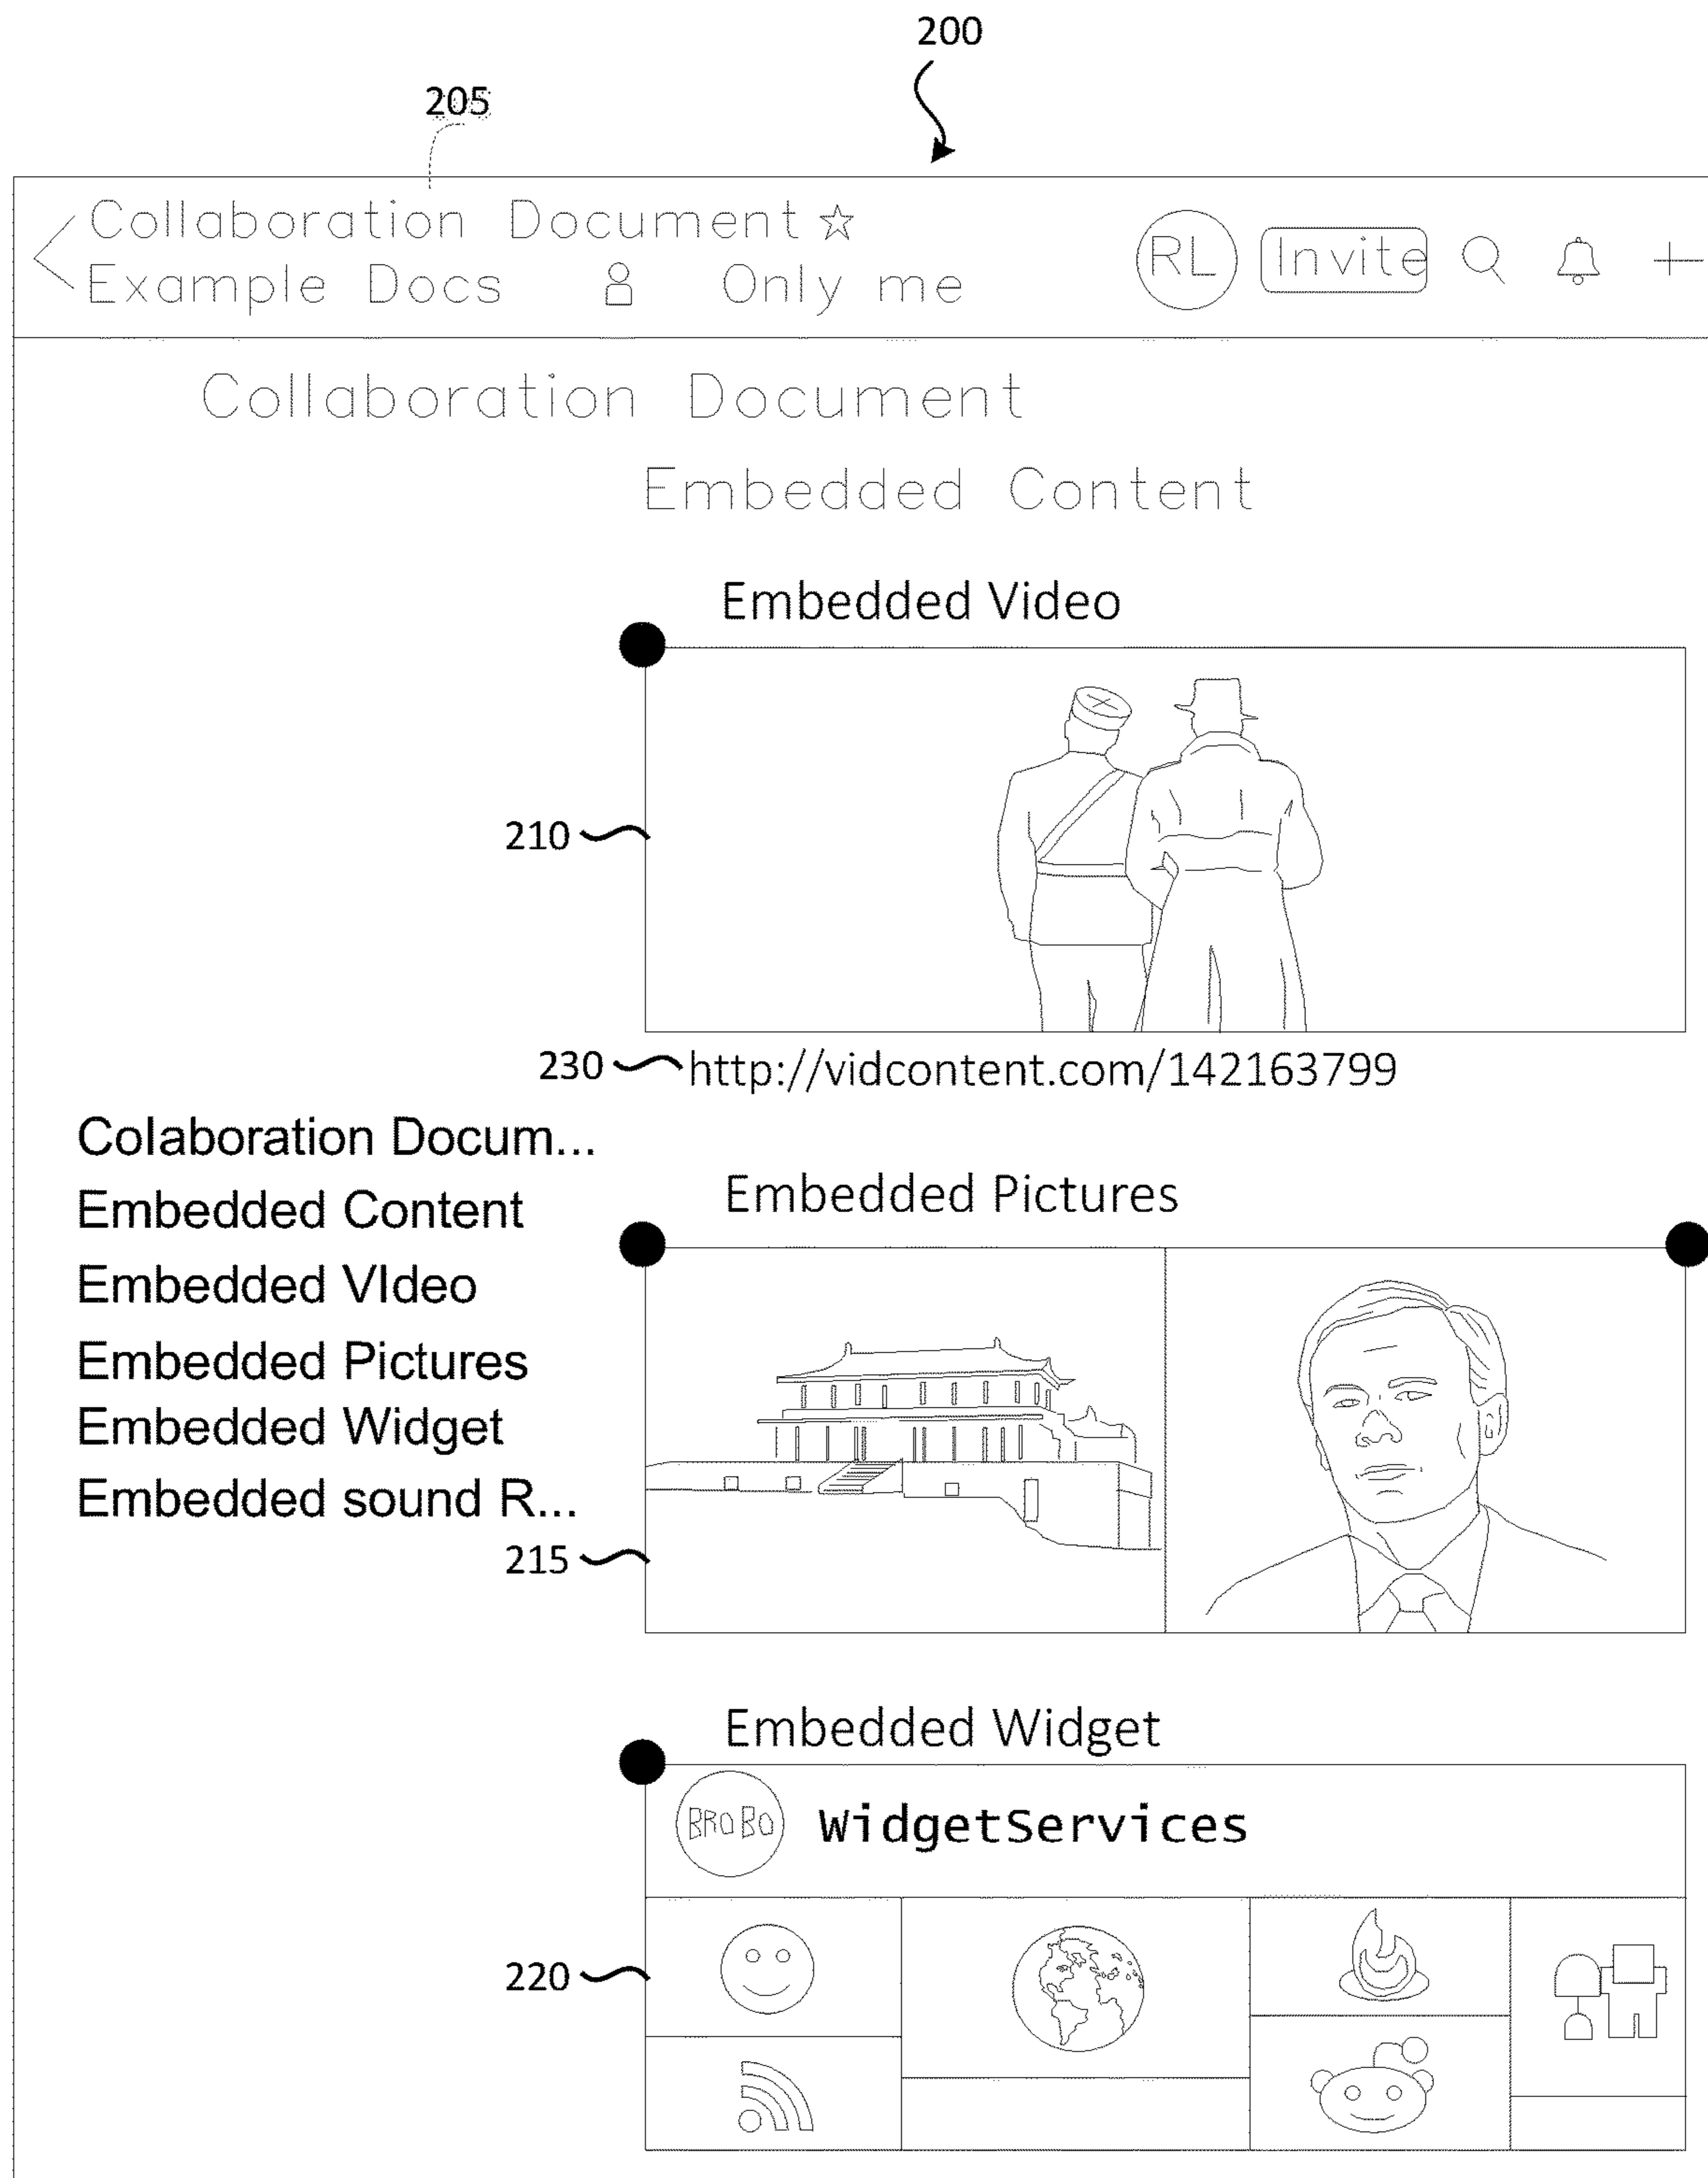 200
205
Collaboration Document
Example Docs Only me
RL Invite
Collaboration Document
Embedded Content
Embedded Video
210
230 http://vidcontent.com/142163799
Colaboration Docum...
Embedded Content
Embedded VIdeo
Embedded Pictures
Embedded Widget
Embedded sound R...
Embedded Pictures
215
Embedded Widget
BROBO WidgetServices
220